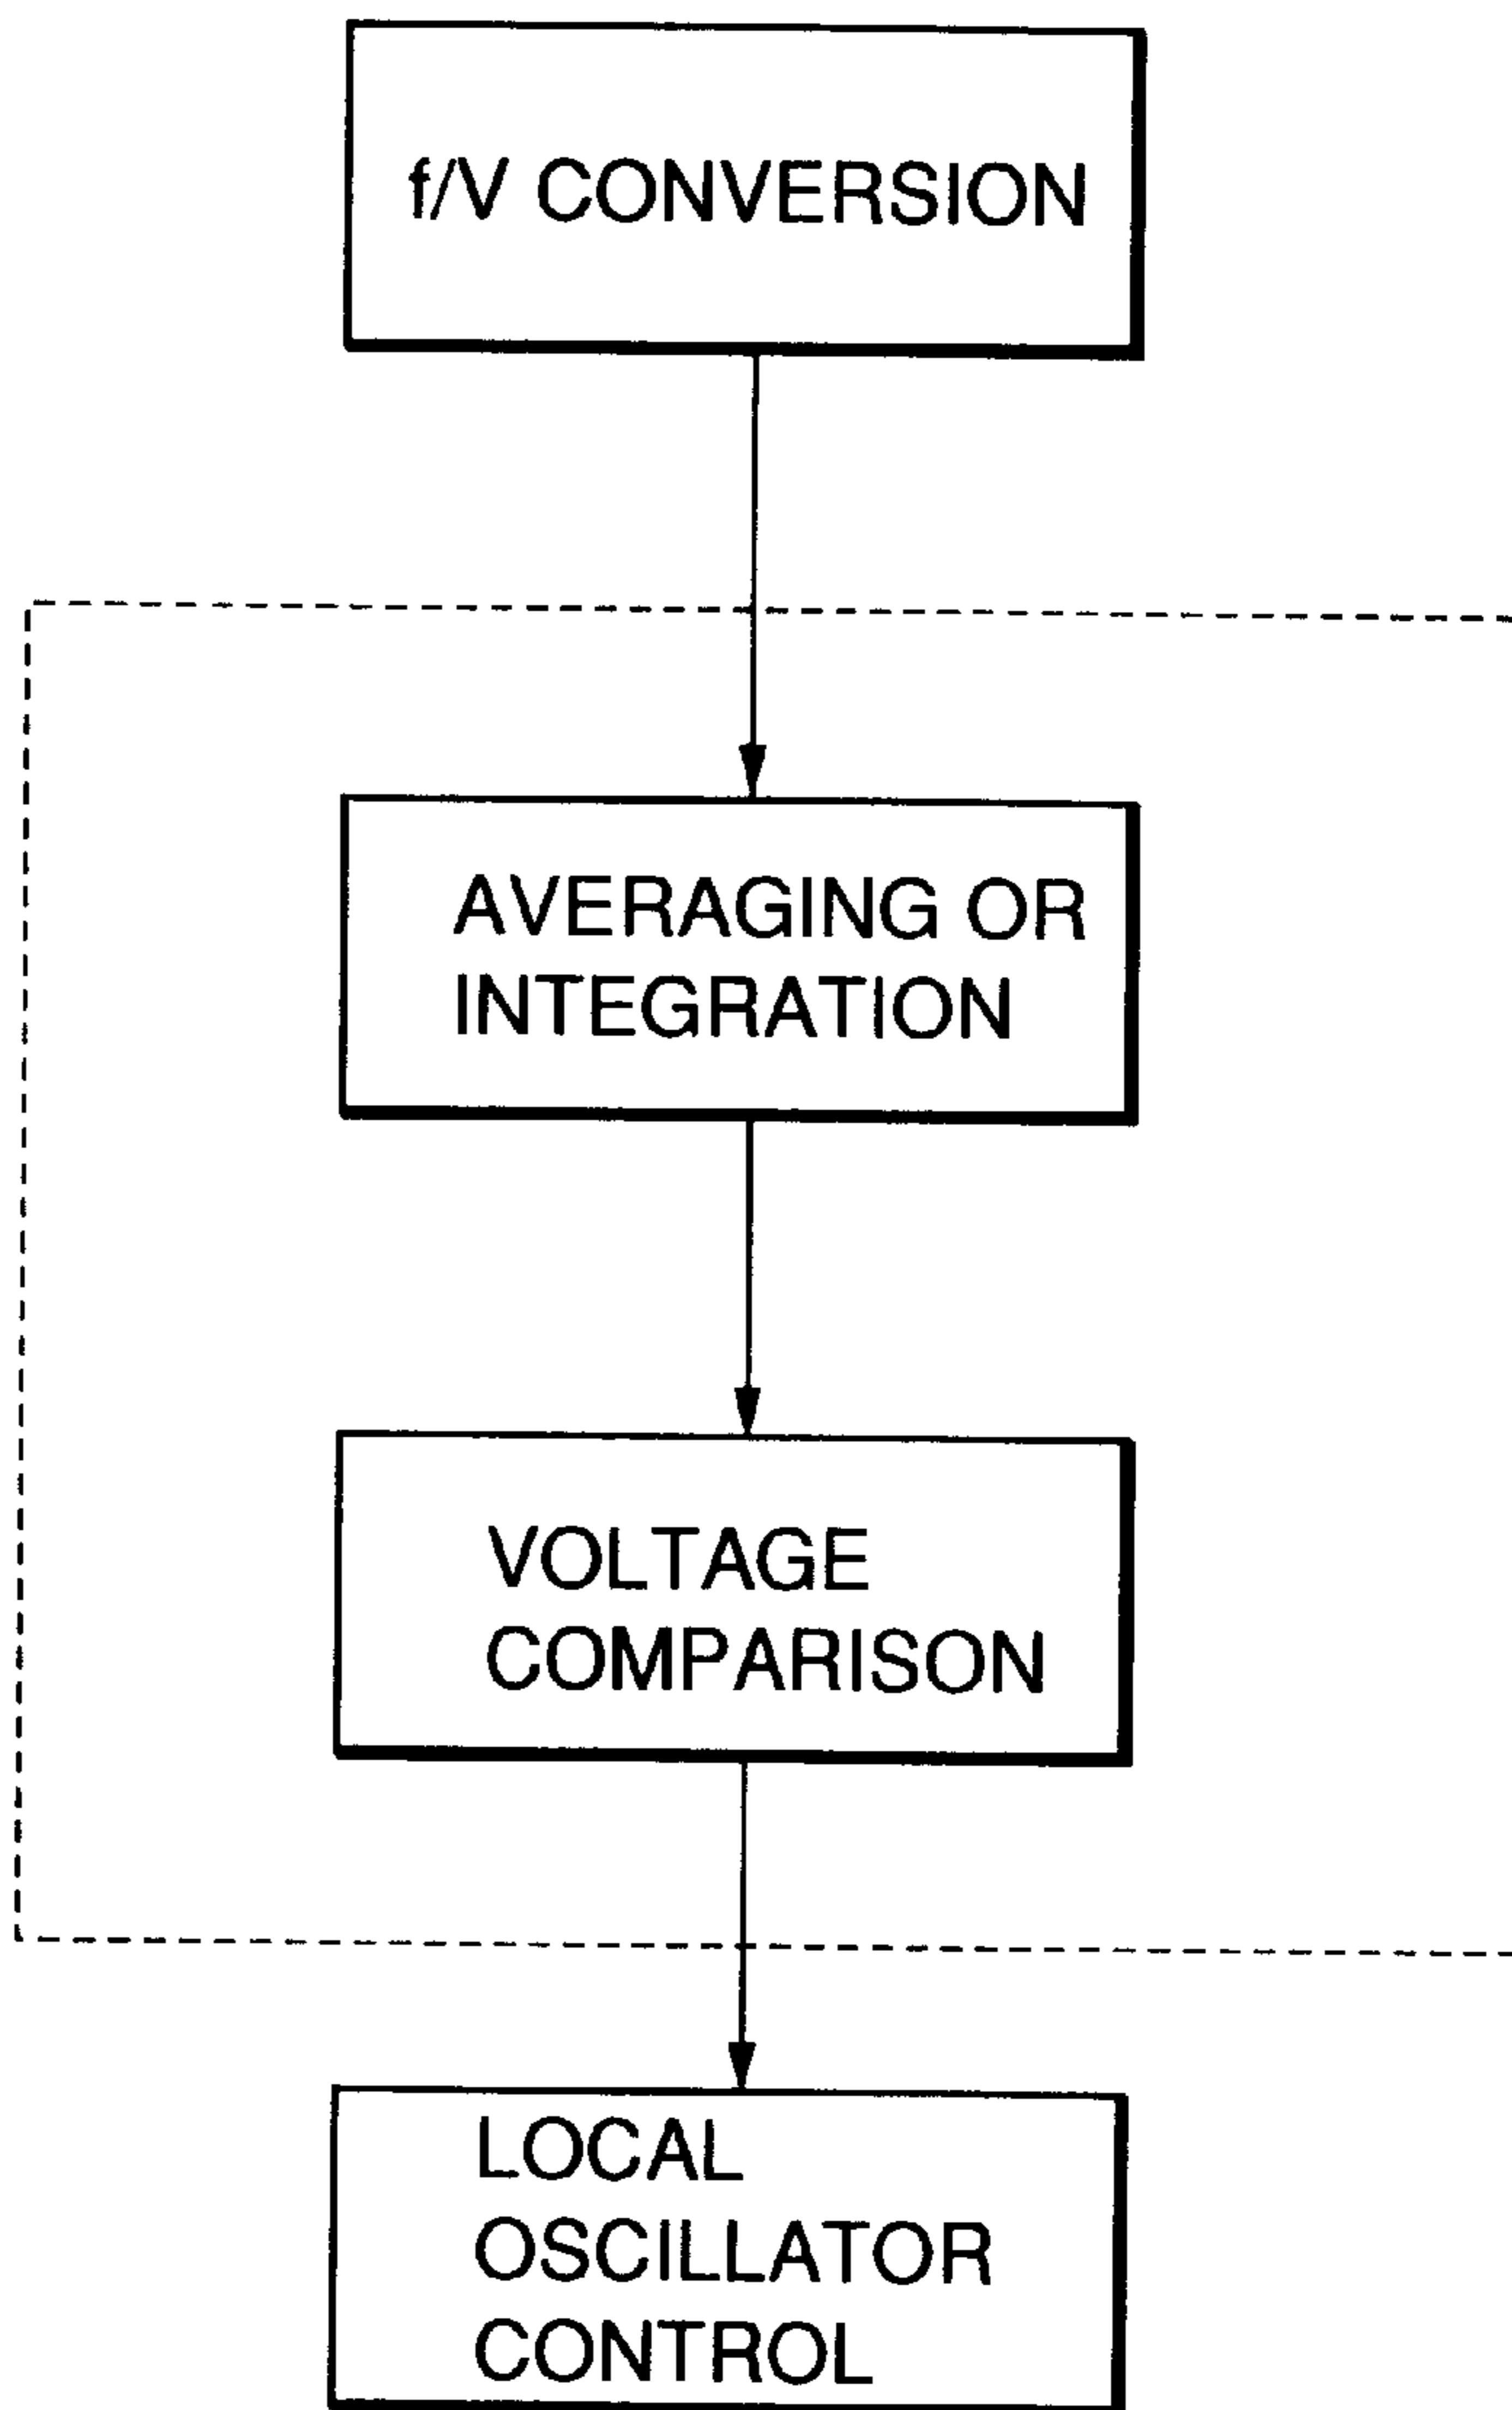 f/V CONVERSION
AVERAGING OR
INTEGRATION
VOLTAGE
COMPARISON
LOCAL
OSCILLATOR
CONTROL